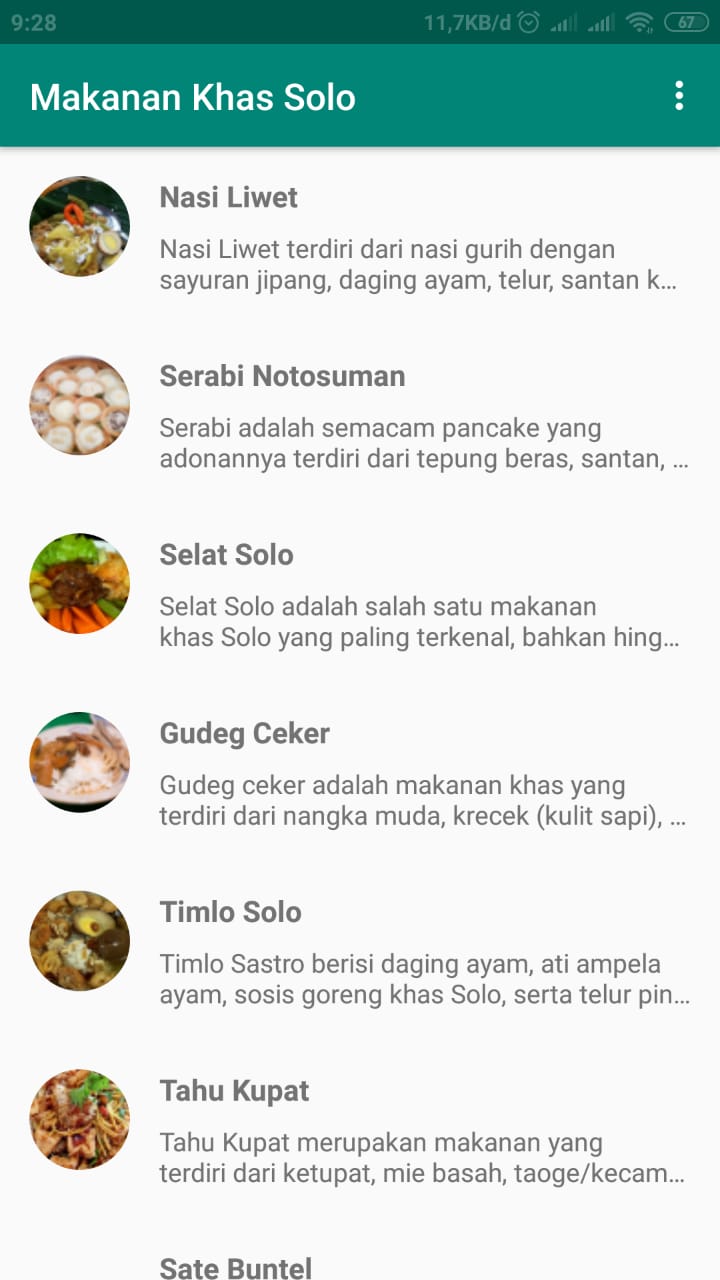 9:28
11,7KB/d
67
Makanan Khas Solo
Nasi Liwet
Nasi Liwet terdiri dari nasi gurih dengan
sayuran jipang, daging ayam, telur, santan k...
Serabi Notosuman
Serabi adalah semacam pancake yang
adonannya terdiri dari tepung beras, santan, ...
Selat Solo
Selat Solo adalah salah satu makanan
khas Solo yang paling terkenal, bahkan hing...
Gudeg Ceker
Gudeg ceker adalah makanan khas yang
terdiri dari nangka muda, krecek (kulit sapi), ...
Timlo Solo
Timlo Sastro berisi daging ayam, ati ampela
ayam, sosis goreng khas Solo, serta telur pin...
Tahu Kupat
Tahu Kupat merupakan makanan yang
terdiri dari ketupat, mie basah, taoge/kecam...
Sate Buntel